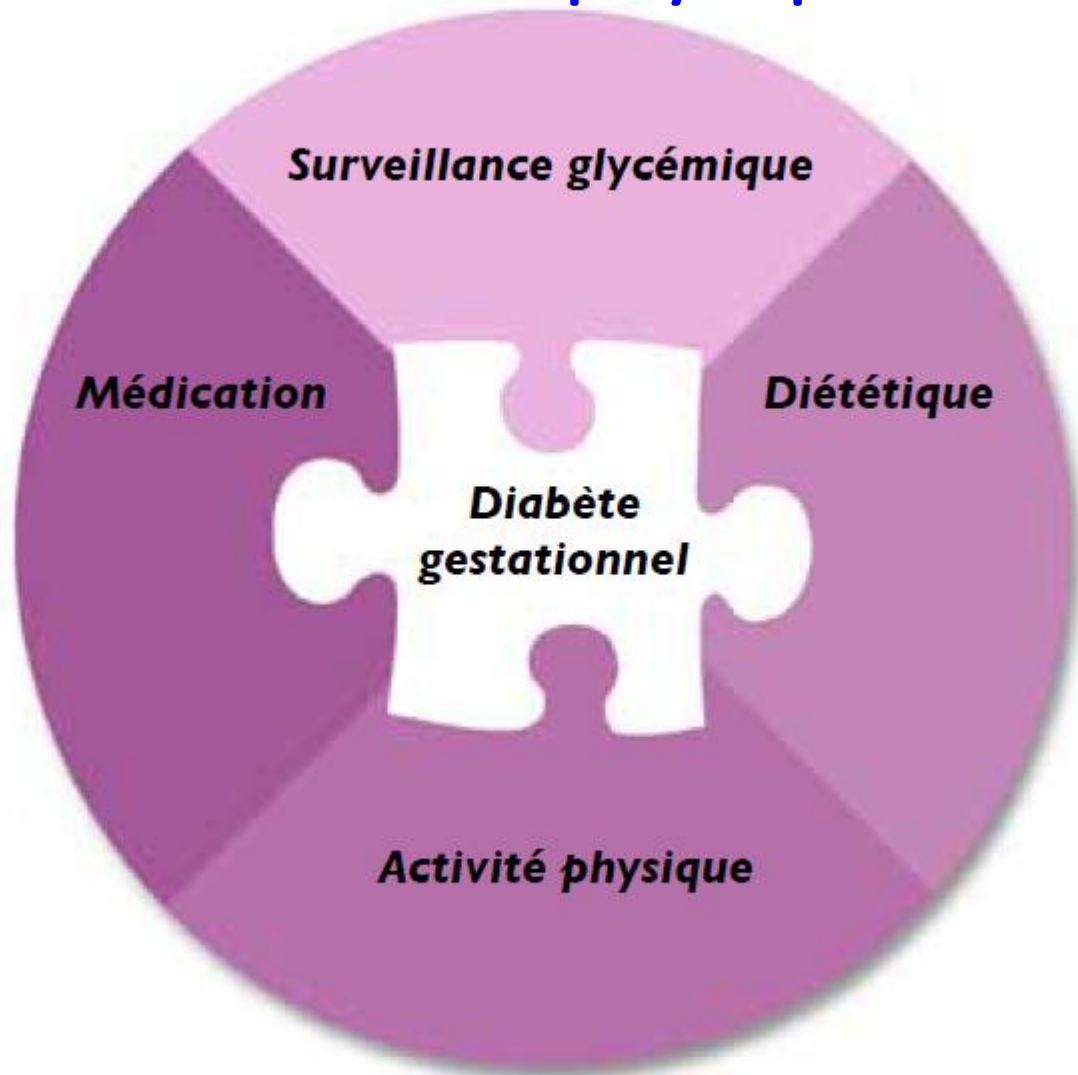 Surveillance glycémique
Médication
Diététique
Diabète
gestationnel
Activité physique